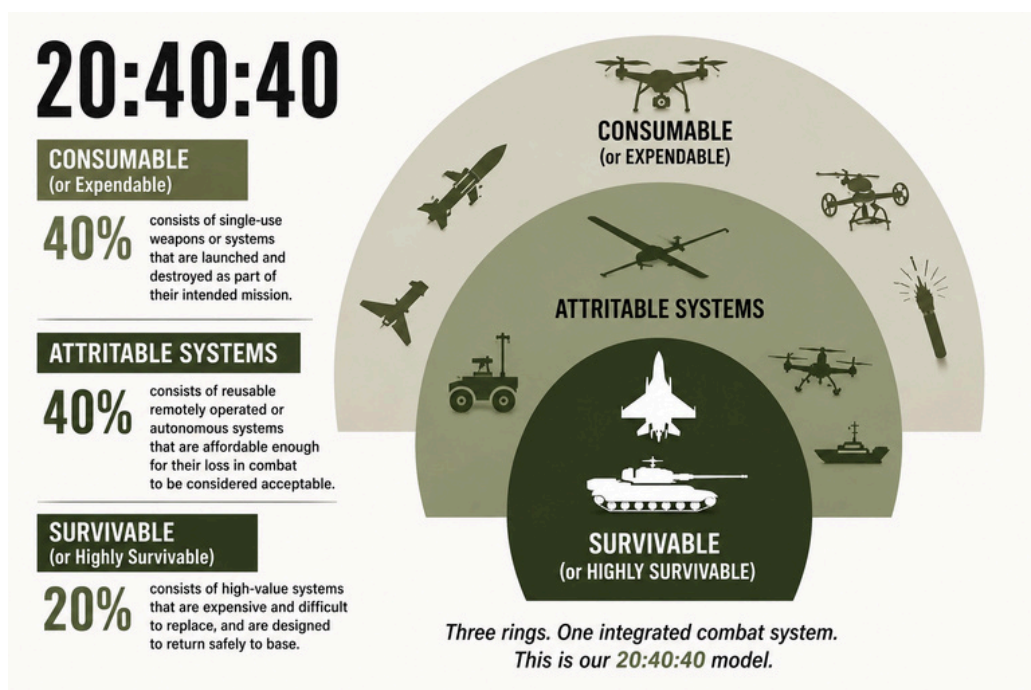 20:40:40
CONSUMABLE
(or Expendable)
40%
consists of single-use
weapons or systems
that are launched and
destroyed as part of
their intended mission.
ATTRITABLE SYSTEMS
40%
consists of reusable
remotely operated or
autonomous systems
that are affordable enough
for their loss in combat
to be considered acceptable.
SURVIVABLE
(or Highly Survivable)
20%
consists of high-value systems
that are expensive and difficult
to replace, and are designed
to return safely to base.
CONSUMABLE
(or EXPENDABLE)
ATTRITABLE SYSTEMS
SURVIVABLE
(or HIGHLY SURVIVABLE)
Three rings. One integrated combat system.
This is our 20:40:40 model.